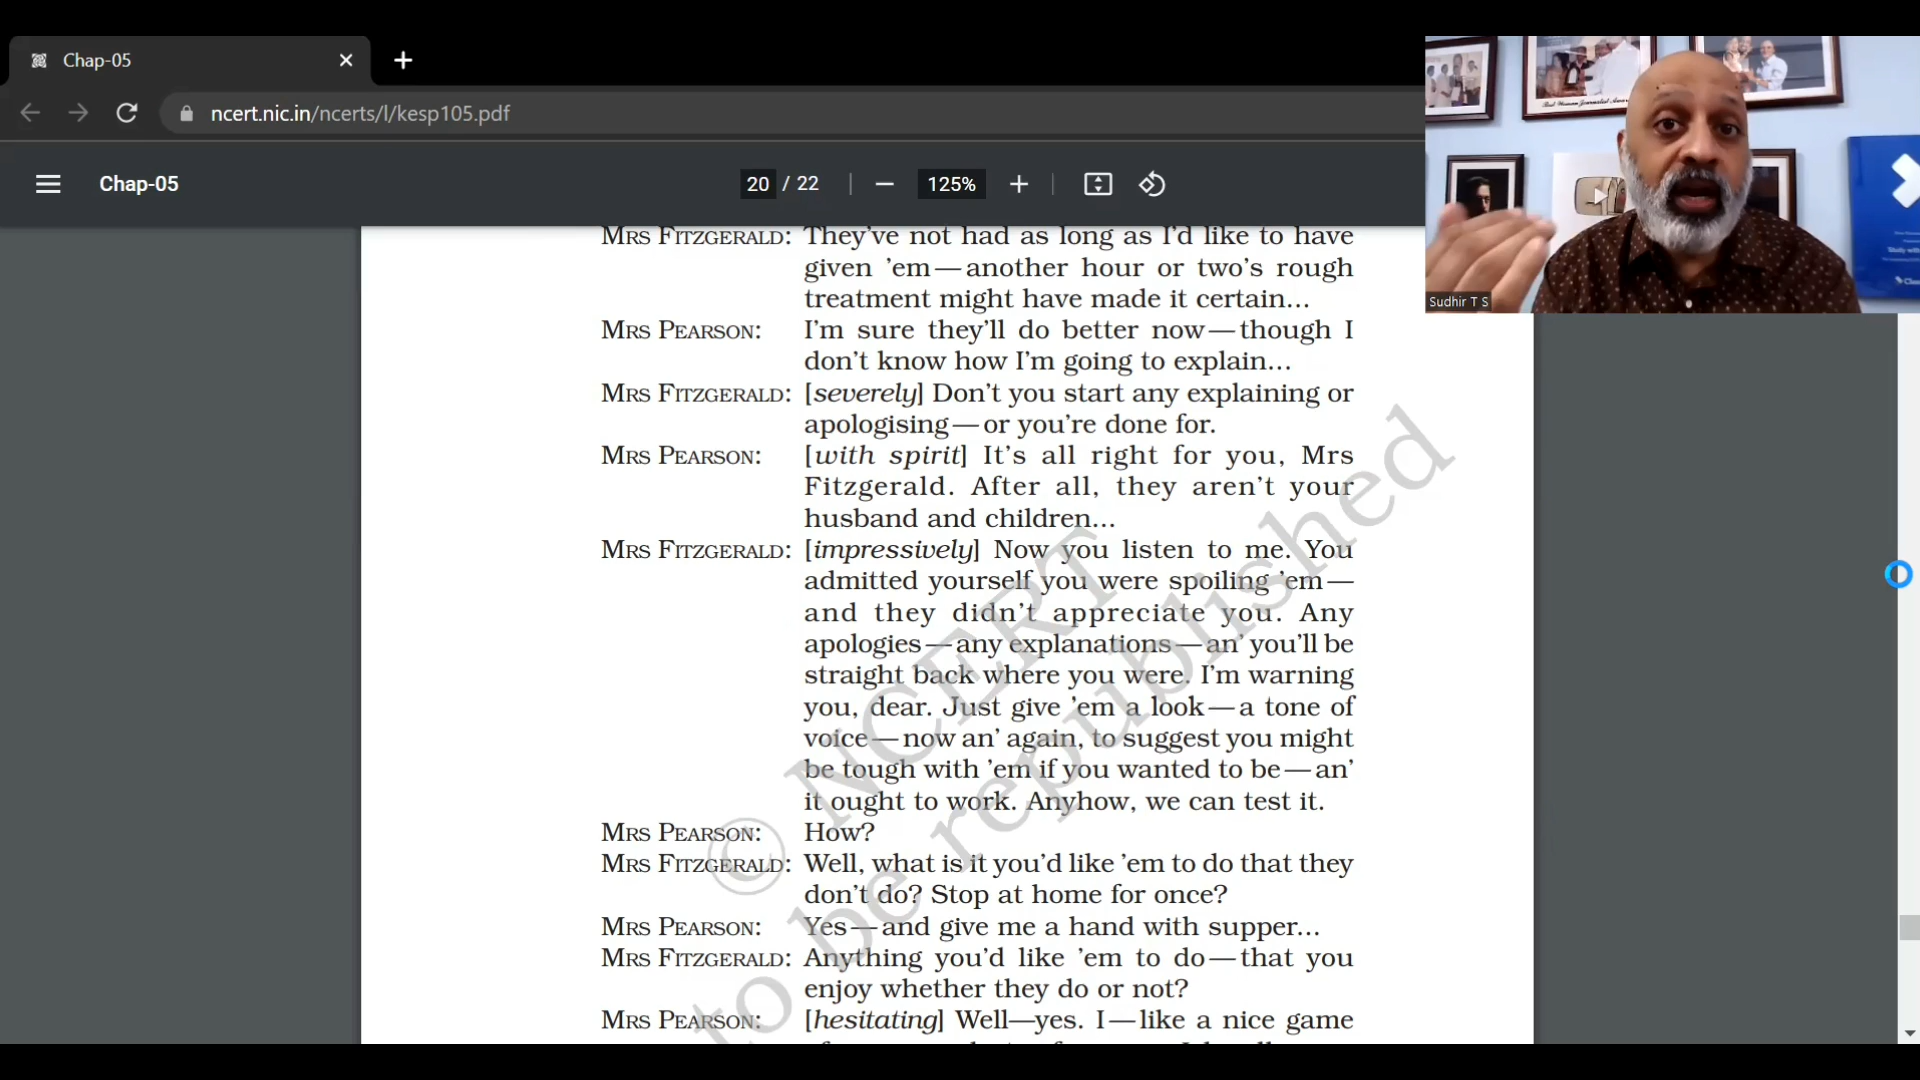 Chap-05
ncert.nic.in/ncerts/l/kesp105.pdf
Chap-05
20 / 22
125%
Sudhir T S
MRS FITZGERALD: They've not had as long as I'd like to have
given 'em—another hour or two's rough
treatment might have made it certain...
MRS PEARSON: I'm sure they'll do better now—though I
don't know how I'm going to explain...
MRS FITZGERALD: [severely] Don't you start any explaining or
apologising—or you're done for.
MRS PEARSON: [with spirit] It's all right for you, Mrs
Fitzgerald. After all, they aren't your
husband and children...
MRS FITZGERALD: [impressively] Now you listen to me. You
admitted yourself you were spoiling 'em—
and they didn't appreciate you. Any
apologies—any explanations—an' you'll be
straight back where you were. I'm warning
you, dear. Just give 'em a look—a tone of
voice—now an' again, to suggest you might
be tough with 'em if you wanted to be—an'
it ought to work. Anyhow, we can test it.
MRS PEARSON: How?
MRS FITZGERALD: Well, what is it you'd like 'em to do that they
don't do? Stop at home for once?
MRS PEARSON: Yes—and give me a hand with supper...
MRS FITZGERALD: Anything you'd like 'em to do—that you
enjoy whether they do or not?
MRS PEARSON: [hesitating] Well—yes. I—like a nice game
© NCERT
to be republished